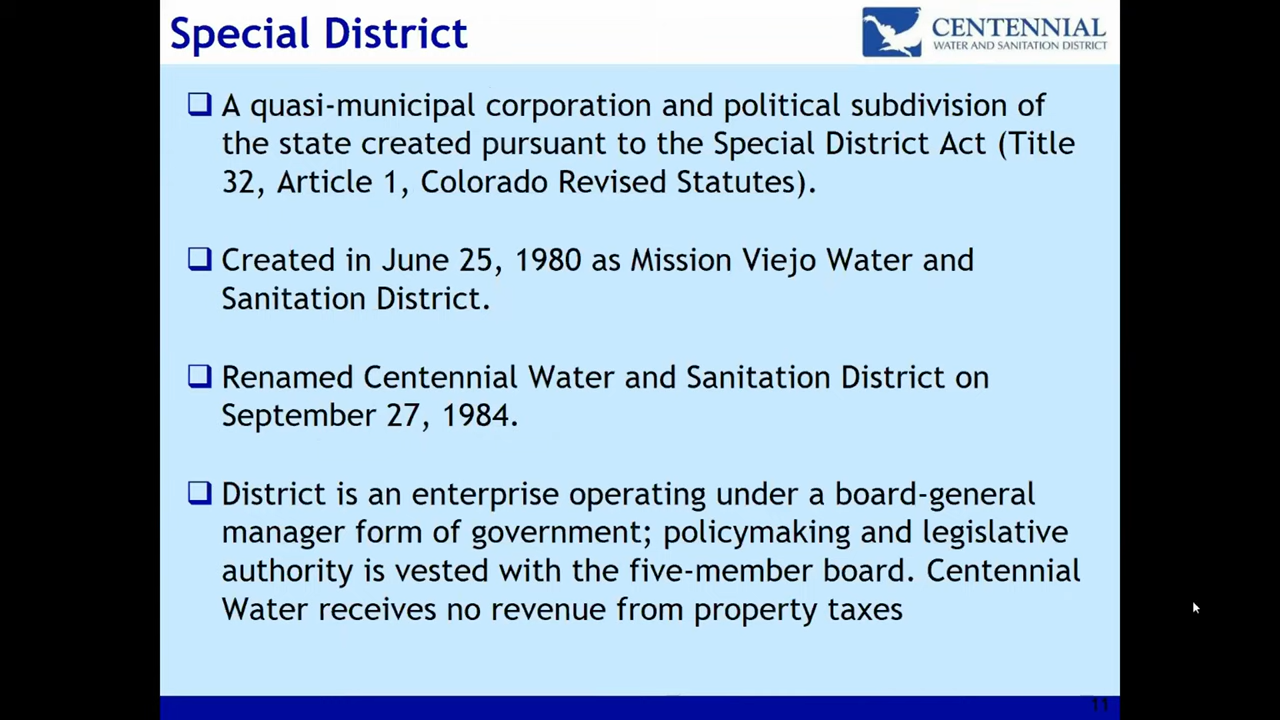 Special District
CENTENNIAL
WATER AND SANITATION DISTRICT
A quasi-municipal corporation and political subdivision of
the state created pursuant to the Special District Act (Title
32, Article 1, Colorado Revised Statutes).
Created in June 25, 1980 as Mission Viejo Water and
Sanitation District.
Renamed Centennial Water and Sanitation District on
September 27, 1984.
District is an enterprise operating under a board-general
manager form of government; policymaking and legislative
authority is vested with the five-member board. Centennial
Water receives no revenue from property taxes
11